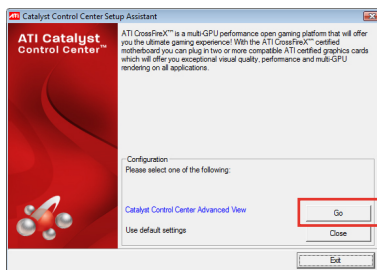 ATI Catalyst Control Center Setup Assistant
ATI Catalyst
Control Center™
ATI CrossFireX™ is a multi-GPU performance open gaming platform that will offer
you the ultimate gaming experience! With the ATI CrossFireX™ certified
motherboard you can plug in two or more compatible ATI certified graphics cards
which will offer you exceptional visual quality, performance and multi-GPU
rendering on all applications.
Configuration
Please select one of the following:
Catalyst Control Center Advanced View
Go
Use default settings
Close
Exit